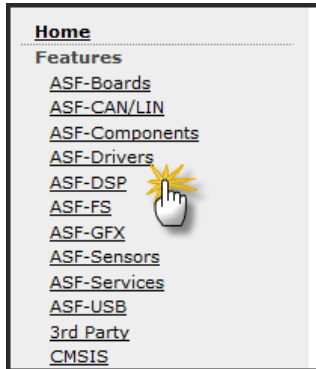 Home
Features
ASF-Boards
ASF-CAN/LIN
ASF-Components
ASF-Drivers
ASF-DSP
ASF-FS
ASF-GFX
ASF-Sensors
ASF-Services
ASF-USB
3rd Party
CMSIS